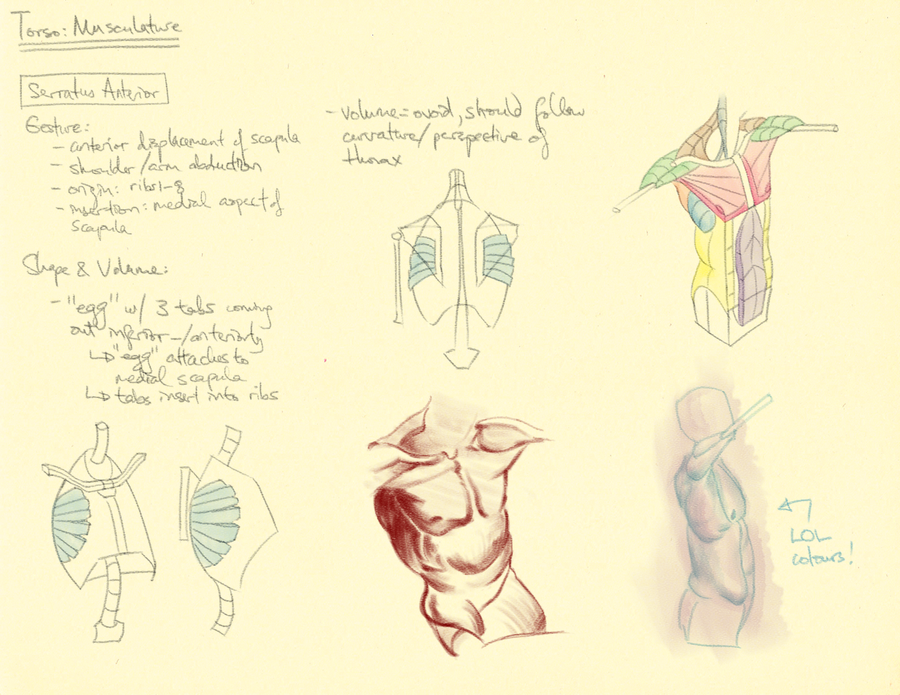 Torso: Musculature
Serratus Anterior
Gesture:
- anterior displacement of scapula
- shoulder/arm abduction
- origin: ribs 1-8
- insertion: medial aspect of
scapula
Shape & Volume:
- "egg" w/ 3 tabs coming
out inferior-/anteriorly
↳ "egg" attaches to
medial scapula
↳ tabs insert into ribs
- volume = ovoid, should follow
curvature/perspective of
thorax
LOL
colours!